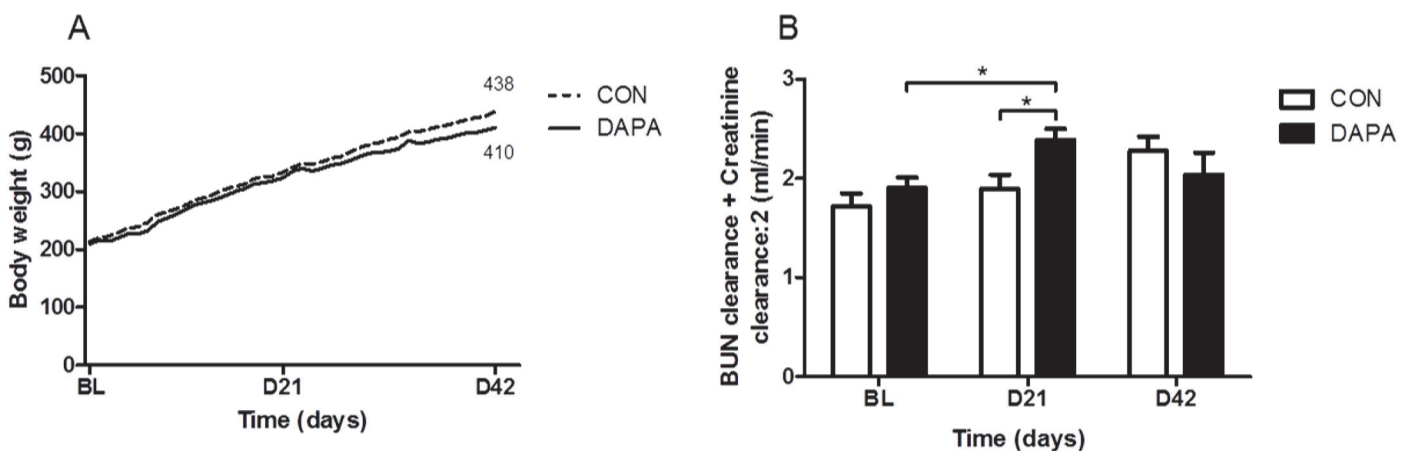 A
Body weight (g)
500
400
300
200
100
0
438
410
CON
DAPA
BL
D21
D42
Time (days)
B
BUN clearance + Creatinine
clearance:2 (ml/min)
3
2
1
0
*
*
CON
DAPA
BL
D21
D42
Time (days)